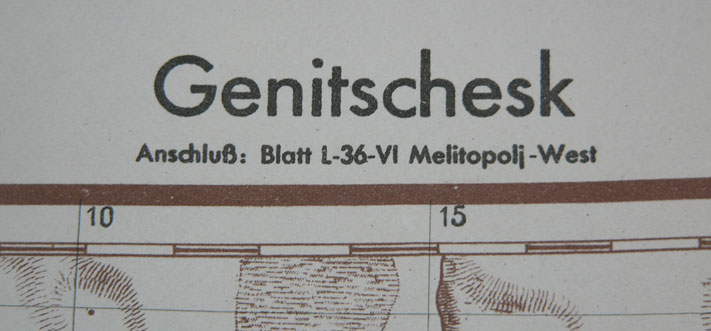 Genitschesk
Anschluß: Blatt L-36-VI Melitopolj-West
10 15